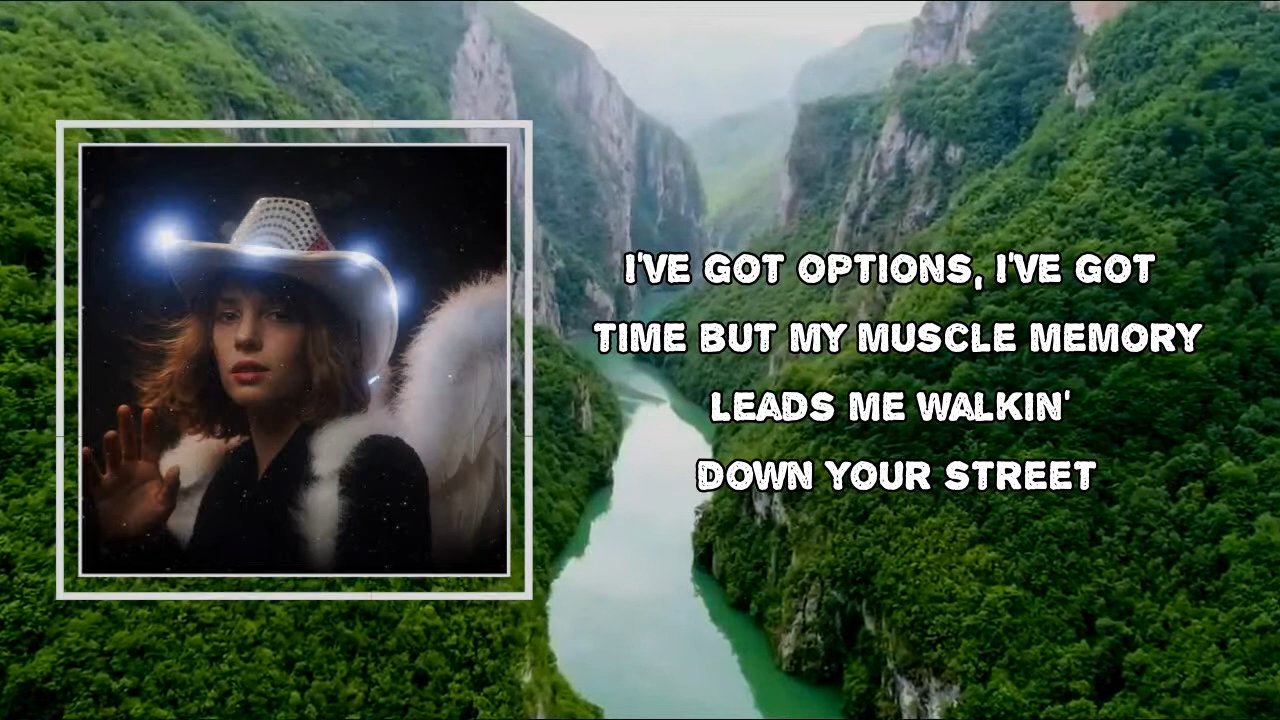 I'VE GOT OPTIONS, I'VE GOT
TIME BUT MY MUSCLE MEMORY
LEADS ME WALKIN'
DOWN YOUR STREET